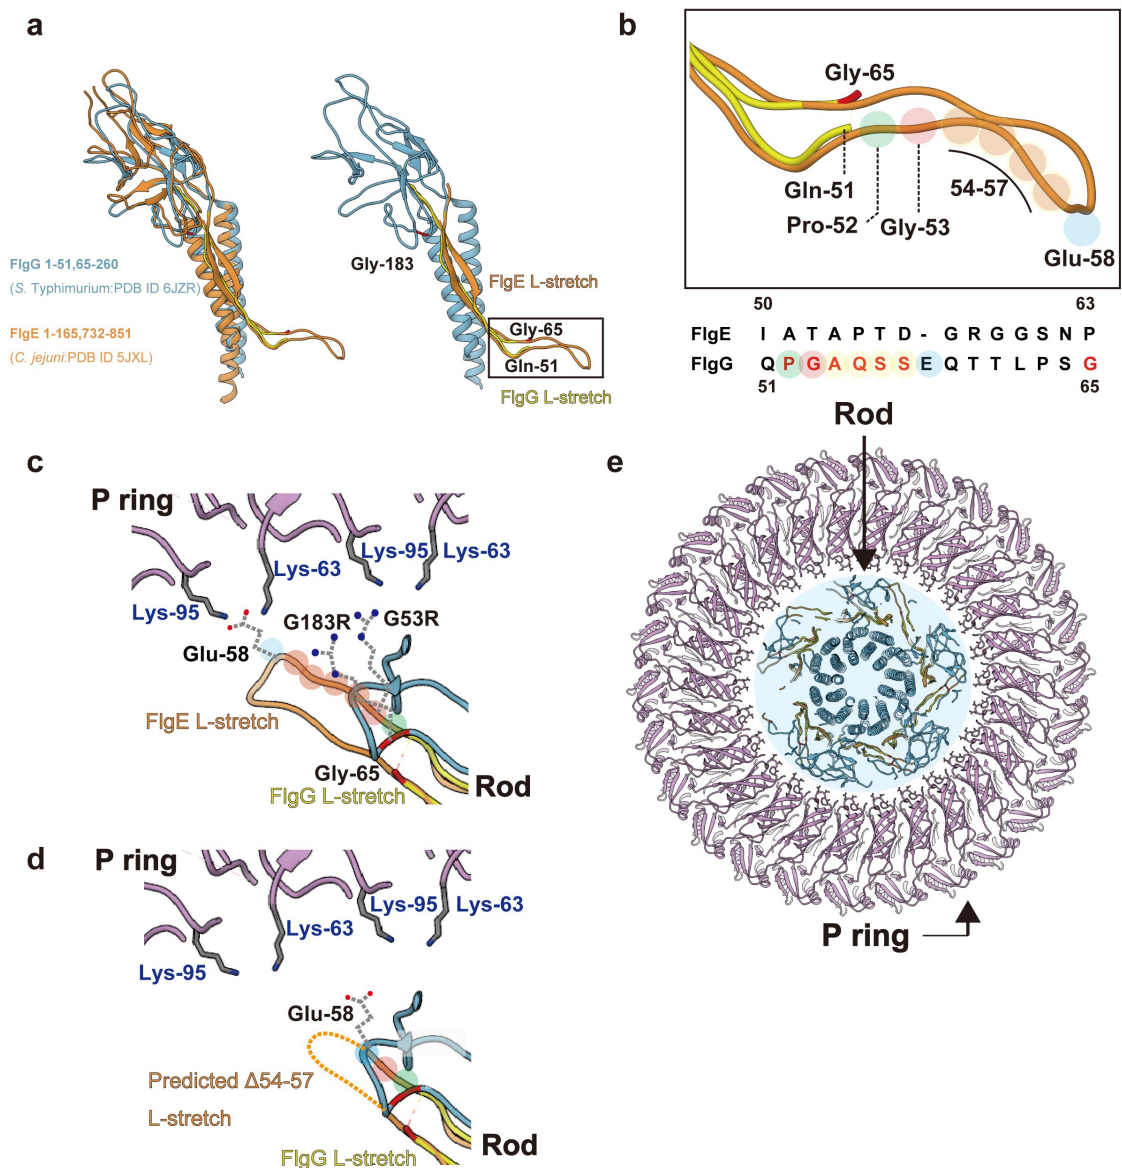 a
FlgG 1-51,65-260
(S. Typhimurium:PDB ID 6JZR)
FlgE 1-165,732-851
(C. jejuni:PDB ID 5JXL)
Gly-183
FlgE L-stretch
Gly-65
Gln-51
FlgG L-stretch
b
Gly-65
Gln-51
54-57
Pro-52
Gly-53
Glu-58
50 63
FlgE I A T A P T D - G R G G S N P
FlgG Q P G A Q S S E Q T T L P S G
51 65
c
P ring
Lys-95
Lys-63
Lys-95
Lys-63
G183R
G53R
Glu-58
FlgE L-stretch
Gly-65
FlgG L-stretch
Rod
d
P ring
Lys-95
Lys-63
Lys-95
Lys-63
Glu-58
Predicted Δ54-57
L-stretch
FlgG L-stretch
Rod
e
Rod
P ring